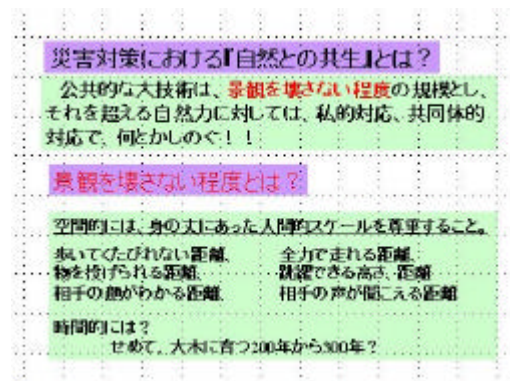 災害対策における『自然との共生』とは？
公共的な大技術は、景観を壊さない程度の規模とし、
それを超える自然力に対しては、私的対応、共同体的
対応で、何とかしのぐ！！
景観を壊さない程度とは？
空間的には、身の丈にあった人間的スケールを尊重すること。
歩いてくたびれない距離、 全力で走れる距離、
物を投げられる距離、 跳躍できる高さ、距離
相手の顔がわかる距離、 相手の声が聞こえる距離
時間的には？
せめて、大木に育つ200年から300年？